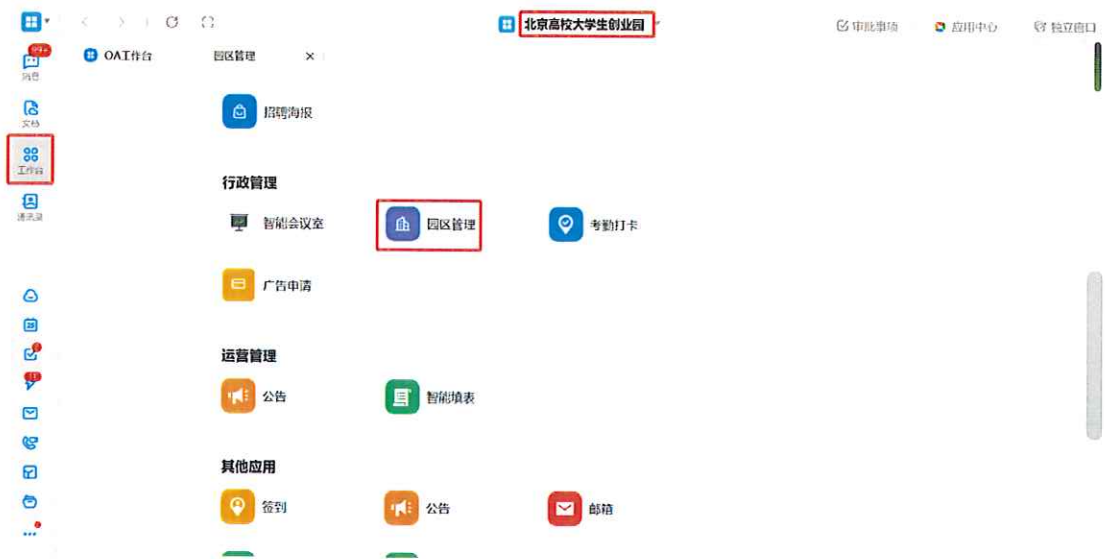 北京高校大学生创业园
审批事项
应用中心
独立窗口
99+
消息
OA工作台
园区管理
文档
招聘海报
工作台
行政管理
通讯录
智能会议室
园区管理
考勤打卡
广告申请
运营管理
公告
智能填表
其他应用
签到
公告
邮箱